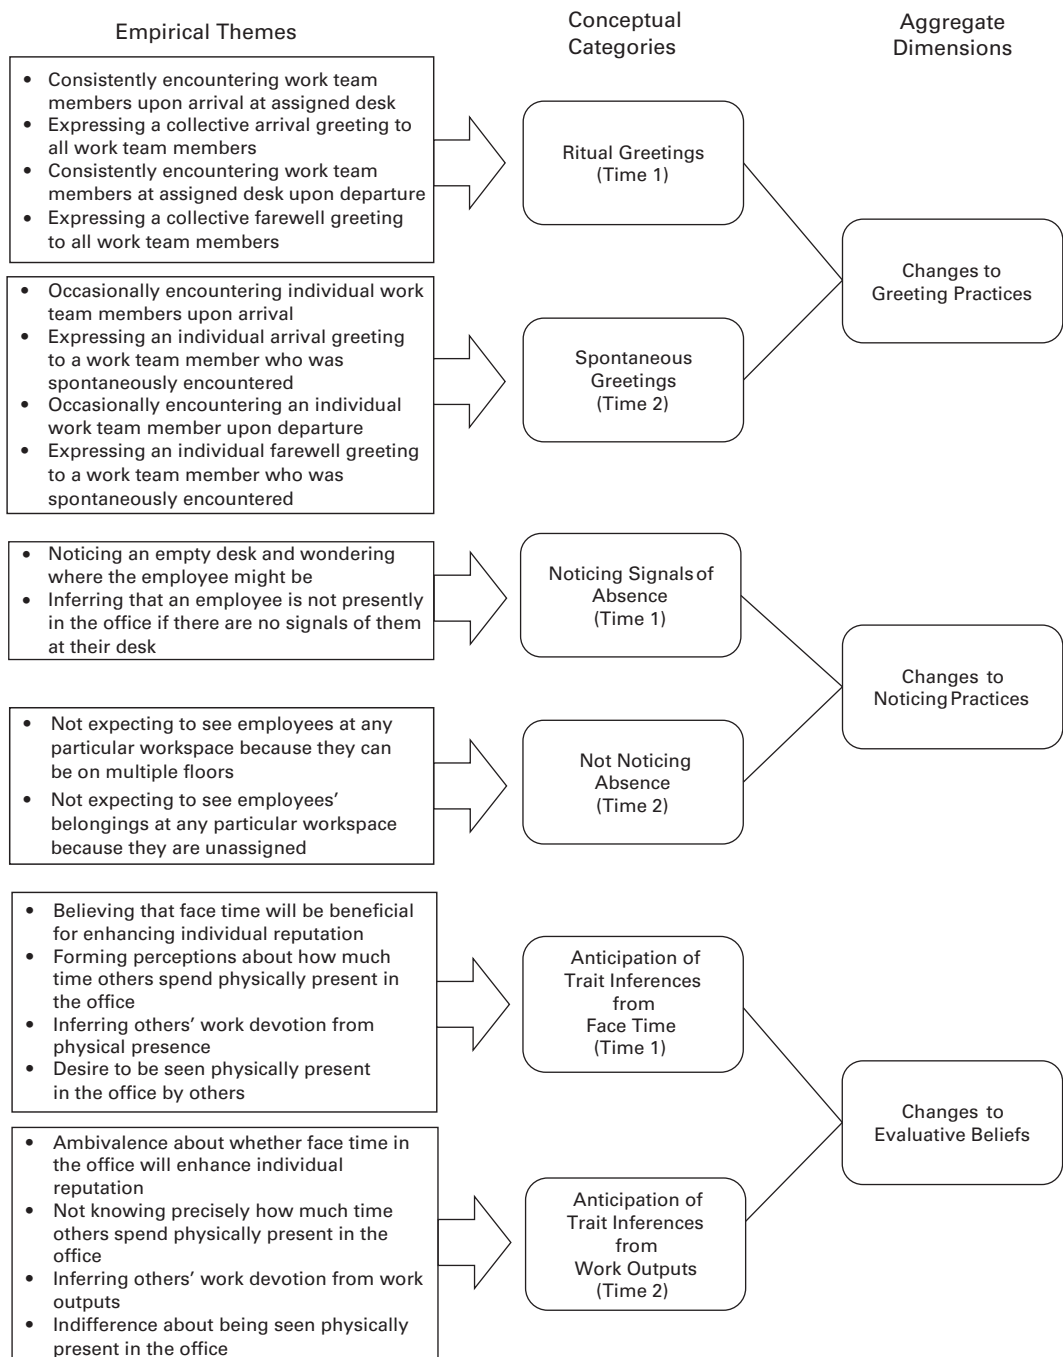 Empirical Themes
Conceptual
Categories
Aggregate
Dimensions
• Consistently encountering work team
members upon arrival at assigned desk
• Expressing a collective arrival greeting to
all work team members
• Consistently encountering work team
members at assigned desk upon departure
• Expressing a collective farewell greeting
to all work team members
Ritual Greetings
(Time 1)
• Occasionally encountering individual work
team members upon arrival
• Expressing an individual arrival greeting
to a work team member who was
spontaneously encountered
• Occasionally encountering an individual
work team member upon departure
• Expressing an individual farewell greeting
to a work team member who was
spontaneously encountered
Spontaneous
Greetings
(Time 2)
Changes to
Greeting Practices
• Noticing an empty desk and wondering
where the employee might be
• Inferring that an employee is not presently
in the office if there are no signals of them
at their desk
Noticing Signals of
Absence
(Time 1)
• Not expecting to see employees at any
particular workspace because they can
be on multiple floors
• Not expecting to see employees’
belongings at any particular workspace
because they are unassigned
Not Noticing
Absence
(Time 2)
Changes to
Noticing Practices
• Believing that face time will be beneficial
for enhancing individual reputation
• Forming perceptions about how much
time others spend physically present in
the office
• Inferring others’ work devotion from
physical presence
• Desire to be seen physically present
in the office by others
Anticipation of
Trait Inferences
from
Face Time
(Time 1)
• Ambivalence about whether face time in
the office will enhance individual
reputation
• Not knowing precisely how much time
others spend physically present in the
office
• Inferring others’ work devotion from work
outputs
• Indifference about being seen physically
present in the office
Anticipation of
Trait Inferences
from
Work Outputs
(Time 2)
Changes to
Evaluative Beliefs